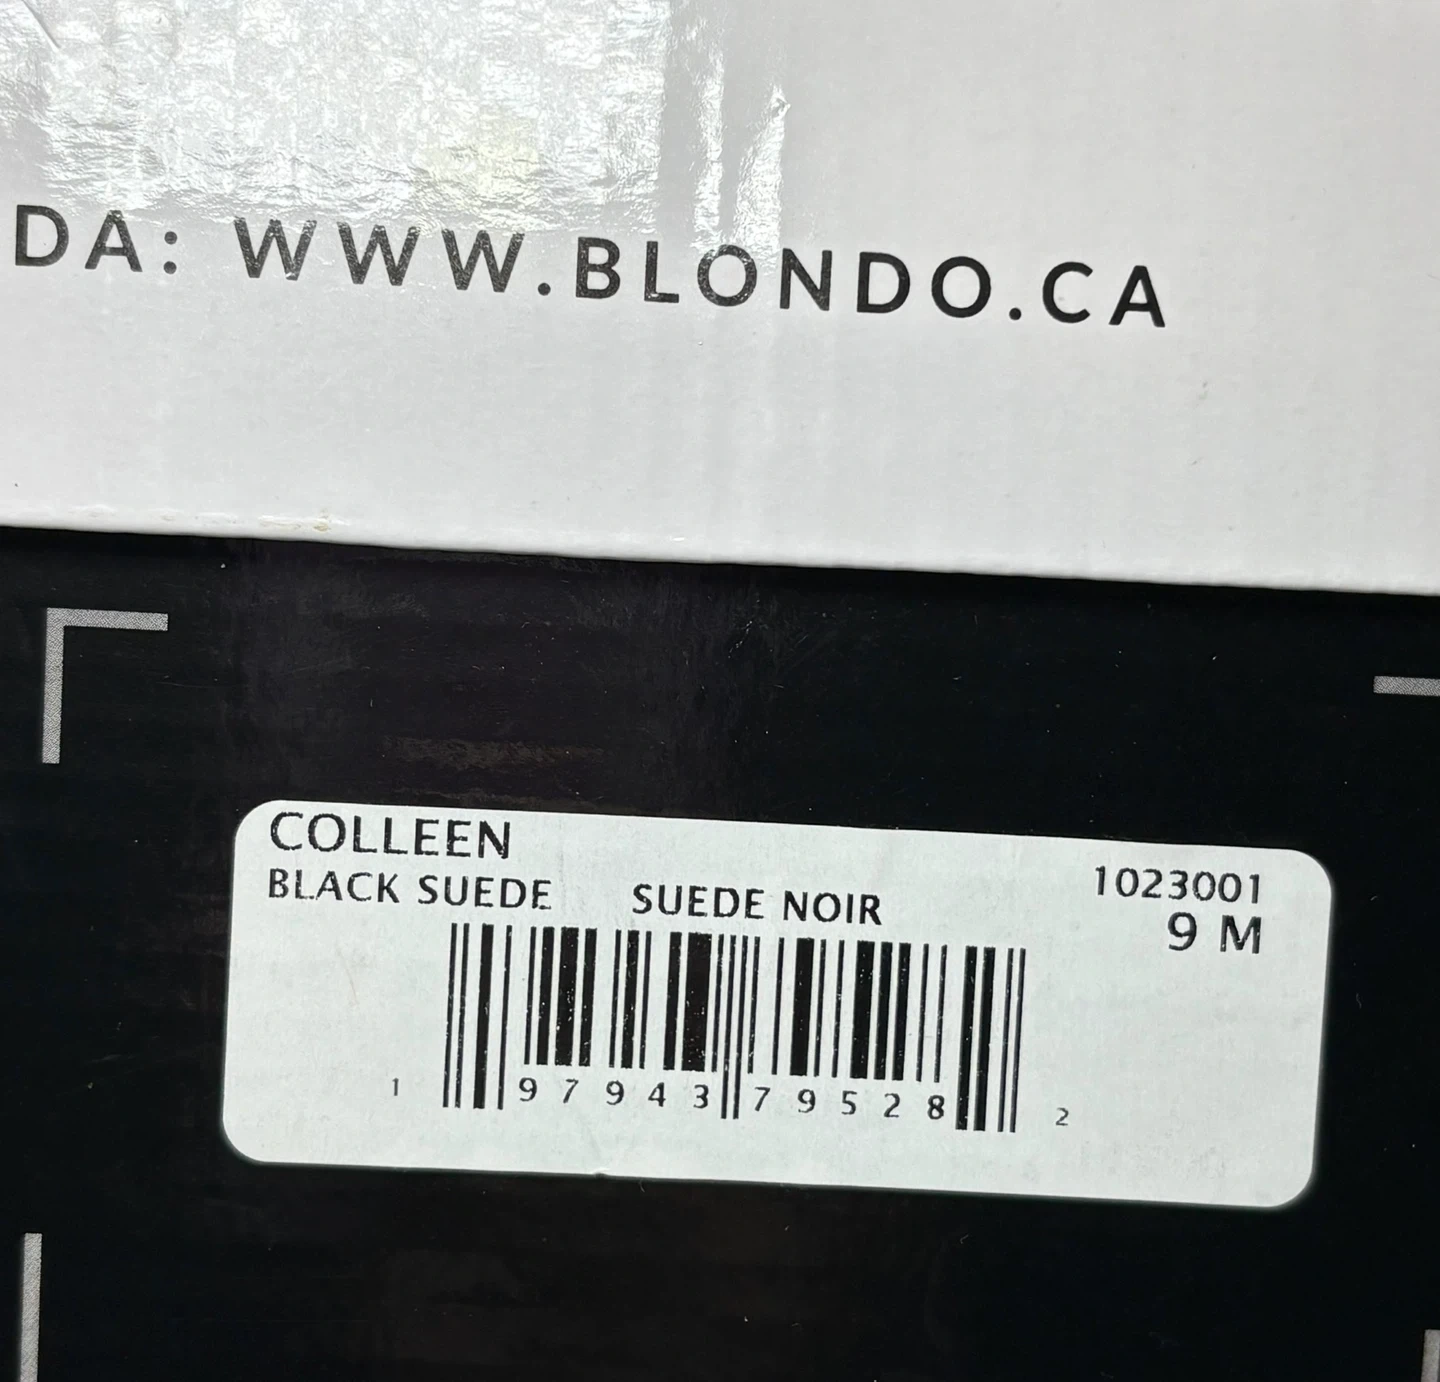 DA: WWW.BLONDO.CA
COLLEEN
BLACK SUEDE SUEDE NOIR
1023001
9 M
1 97943 79528 2